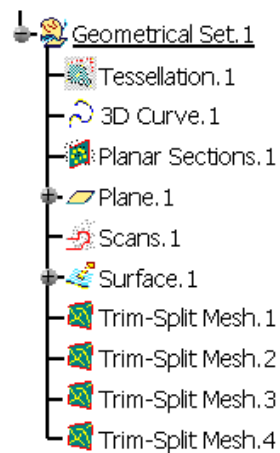 Geometrical Set.1
Tessellation.1
3D Curve.1
Planar Sections.1
Plane.1
Scans.1
Surface.1
Trim-Split Mesh.1
Trim-Split Mesh.2
Trim-Split Mesh.3
Trim-Split Mesh.4